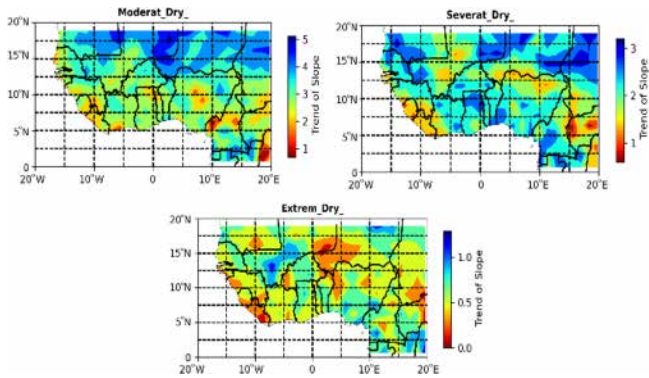 Moderat_Dry_
20°N
15°N
10°N
5°N
0°
20°W
10°W
0°
10°E
20°E
5
4
3
2
1
Trend of Slope
Severat_Dry_
20°N
15°N
10°N
5°N
0°
20°W
10°W
0°
10°E
20°E
3
2
1
Trend of Slope
Extrem_Dry_
20°N
15°N
10°N
5°N
0°
20°W
10°W
0°
10°E
20°E
1.0
0.5
0.0
Trend of Slope